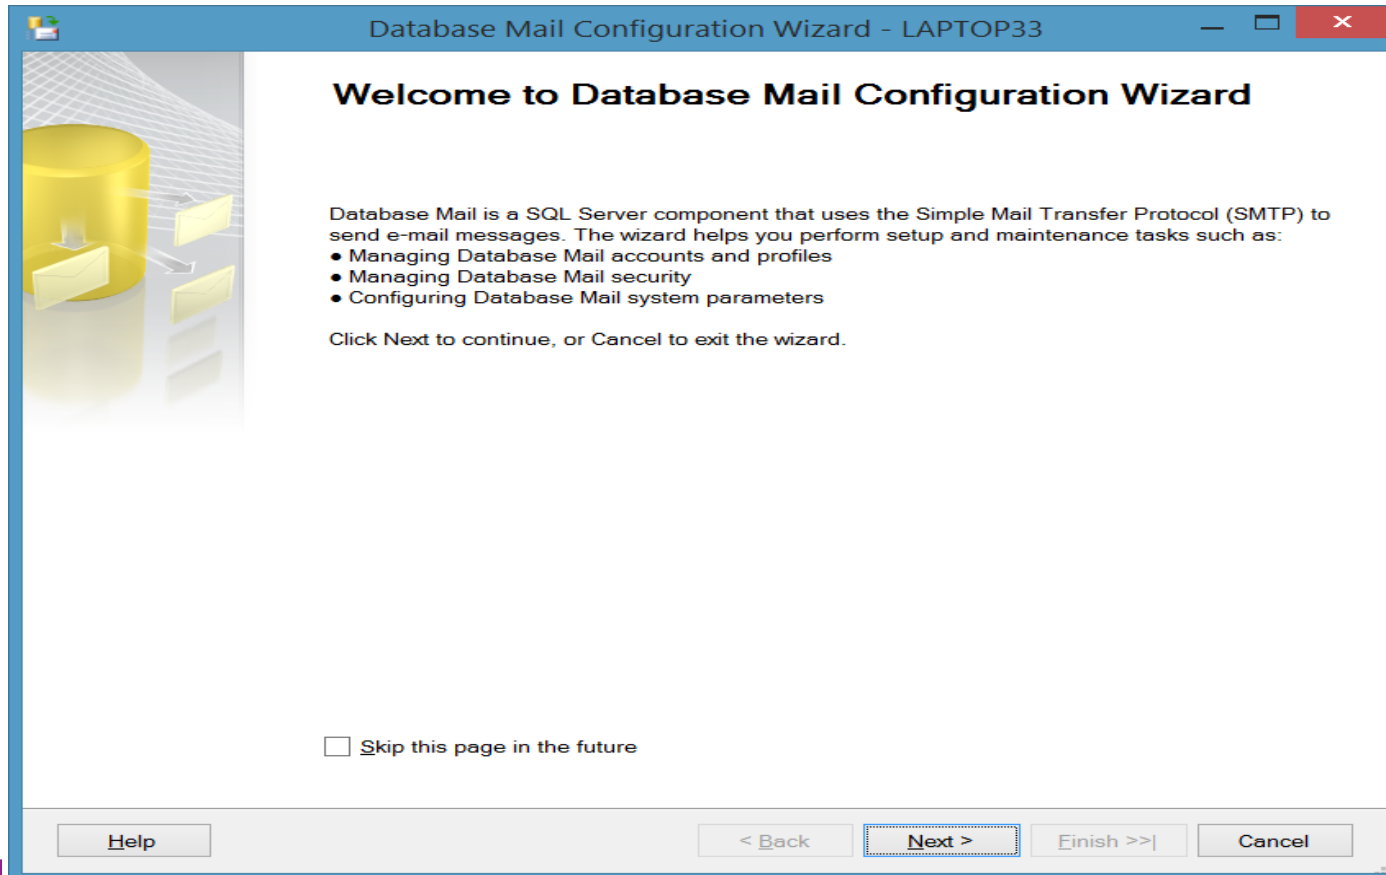 Database Mail Configuration Wizard - LAPTOP33
Welcome to Database Mail Configuration Wizard
Database Mail is a SQL Server component that uses the Simple Mail Transfer Protocol (SMTP) to
send e-mail messages. The wizard helps you perform setup and maintenance tasks such as:
● Managing Database Mail accounts and profiles
● Managing Database Mail security
● Configuring Database Mail system parameters
Click Next to continue, or Cancel to exit the wizard.
Skip this page in the future
Help < Back Next > Finish >>| Cancel